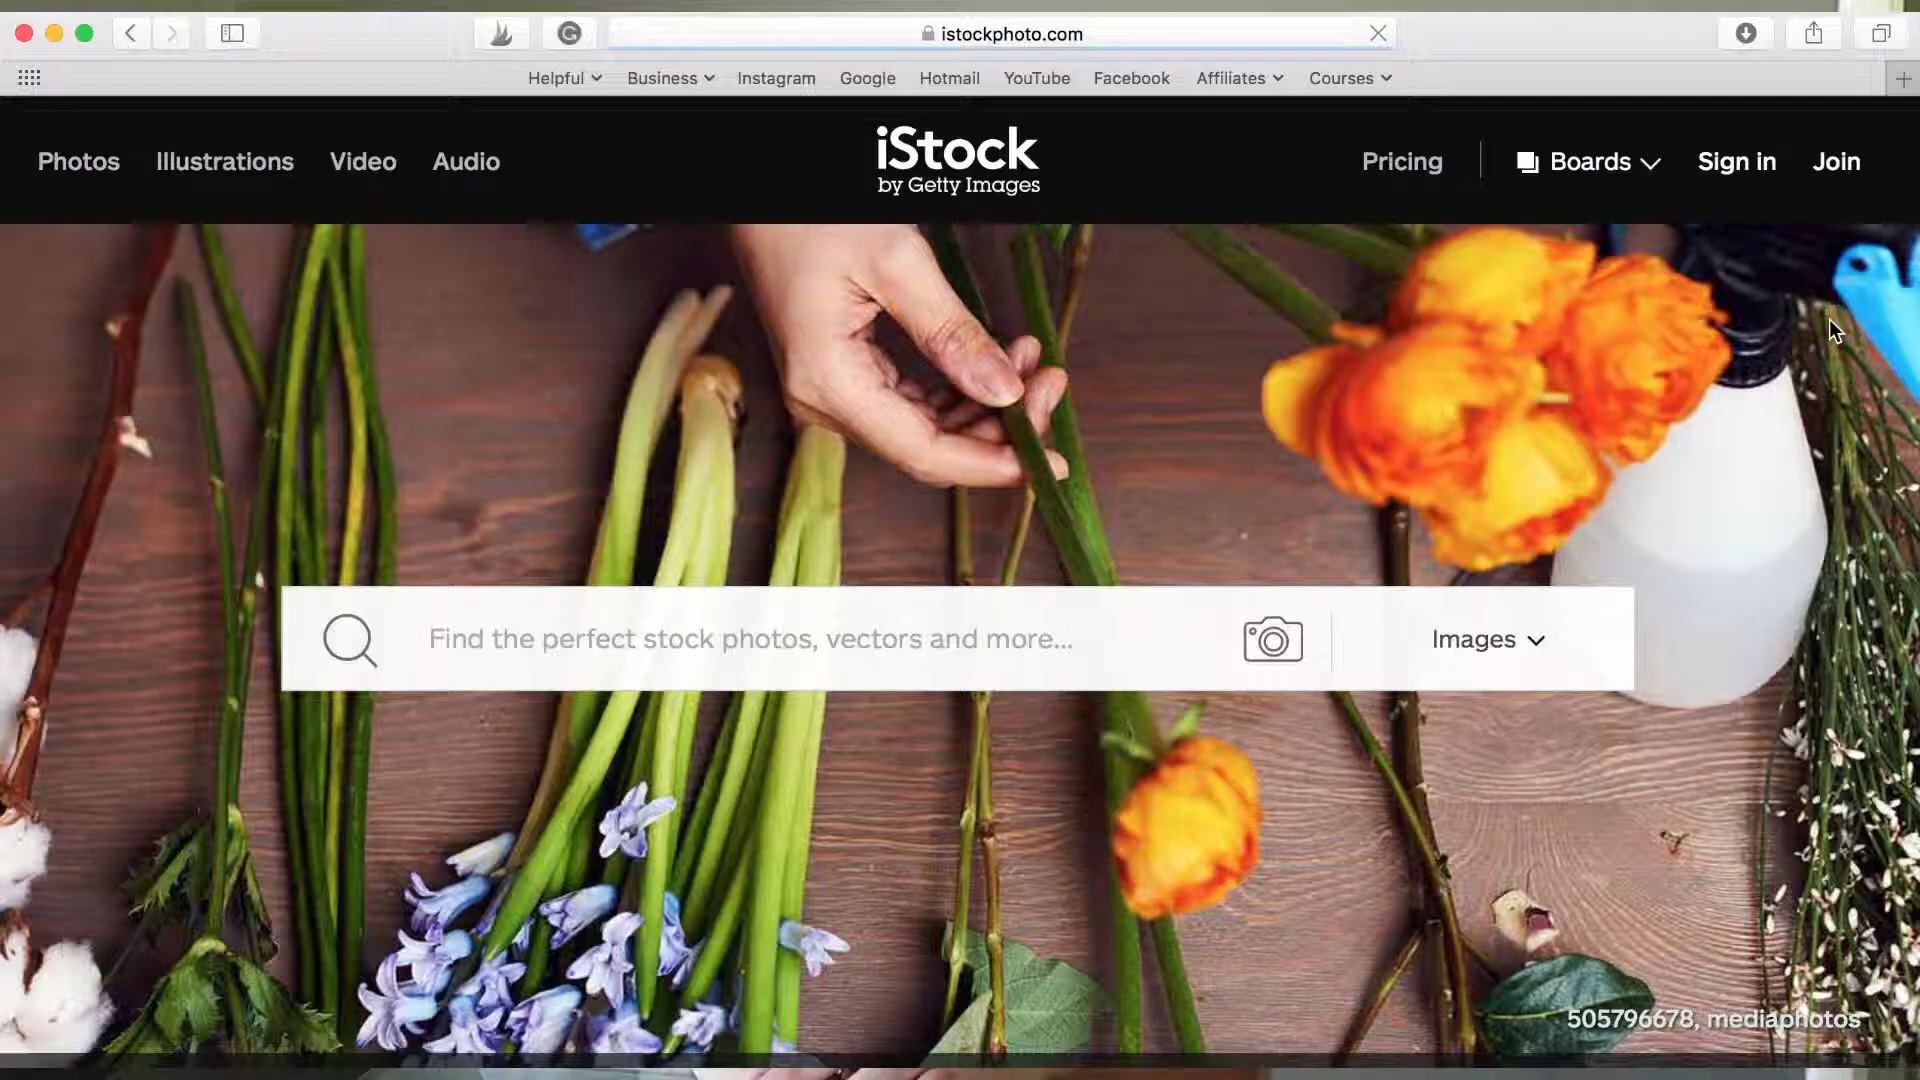 istockphoto.com
Helpful Business Instagram Google Hotmail YouTube Facebook Affiliates Courses
Photos Illustrations Video Audio
iStock
by Getty Images
Pricing Boards Sign in Join
Find the perfect stock photos, vectors and more...
Images
505796678, mediaphotos